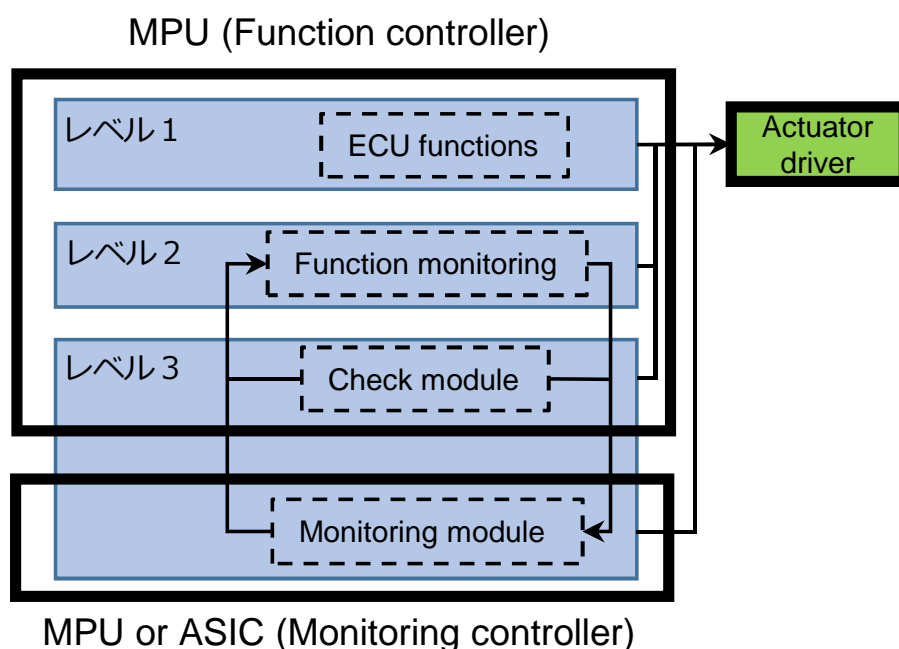 MPU (Function controller)
レベル１
ECU functions
Actuator
driver
レベル２
Function monitoring
レベル３
Check module
Monitoring module
MPU or ASIC (Monitoring controller)